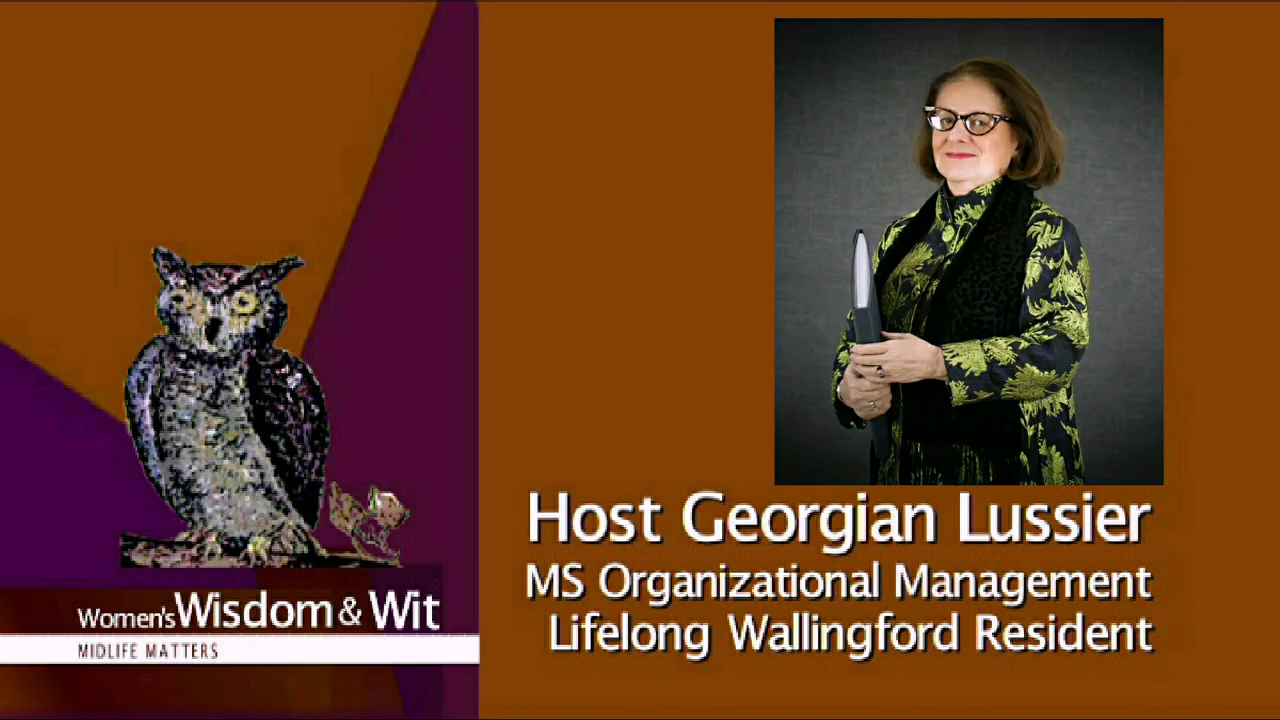 Women's Wisdom & Wit
MIDLIFE MATTERS
Host Georgian Lussier
MS Organizational Management
Lifelong Wallingford Resident